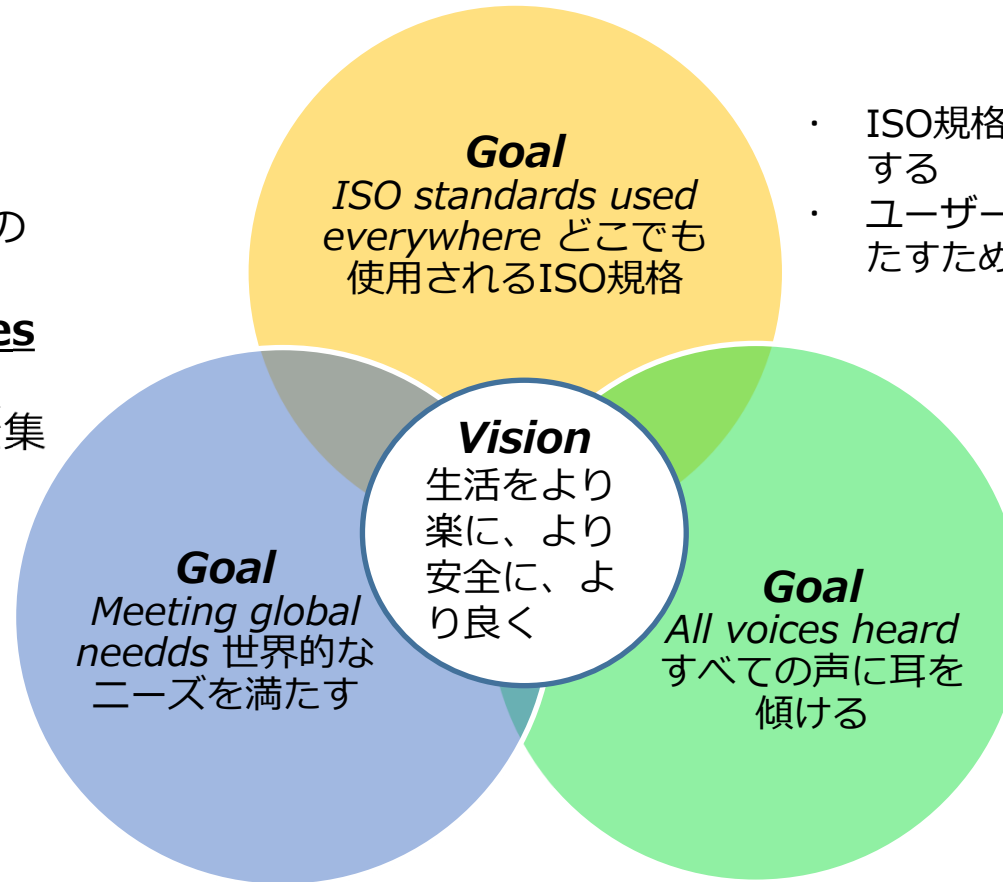 Goal
ISO standards used
everywhere どこでも
使用されるISO規格
・ ISO規格
する
・ ユーザー
たすため
の
es
集
Vision
生活をより
楽に、より
安全に、よ
り良く
Goal
Meeting global
needds 世界的な
ニーズを満たす
Goal
All voices heard
すべての声に耳を
傾ける